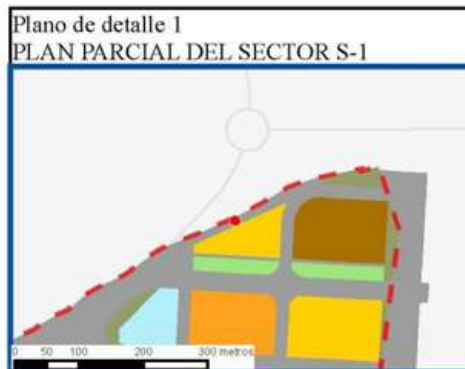 Plano de detalle 1
PLAN PARCIAL DEL SECTOR S-1
0 50 100 200 300 metros